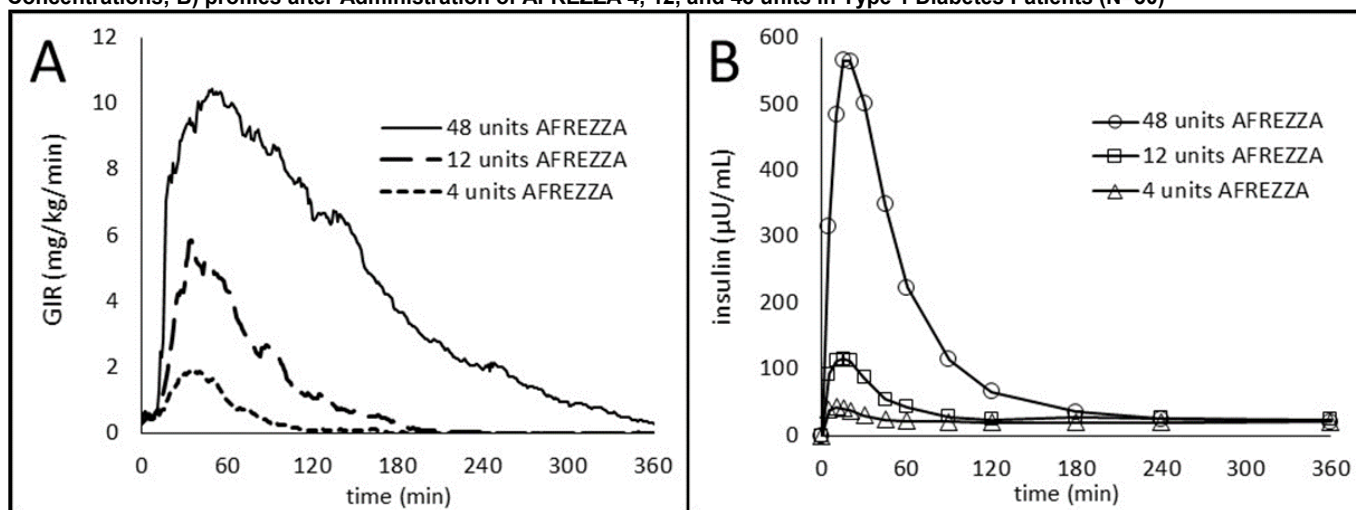 Concentrations, B) profiles after Administration of AFREZZA 4, 12, and 48 units in Type 1 Diabetes Patients (N=30)
A
GIR (mg/kg/min)
12
10
8
6
4
2
0
48 units AFREZZA
12 units AFREZZA
4 units AFREZZA
0 60 120 180 240 300 360
time (min)
B
insulin (µU/mL)
600
500
400
300
200
100
0
48 units AFREZZA
12 units AFREZZA
4 units AFREZZA
0 60 120 180 240 300 360
time (min)